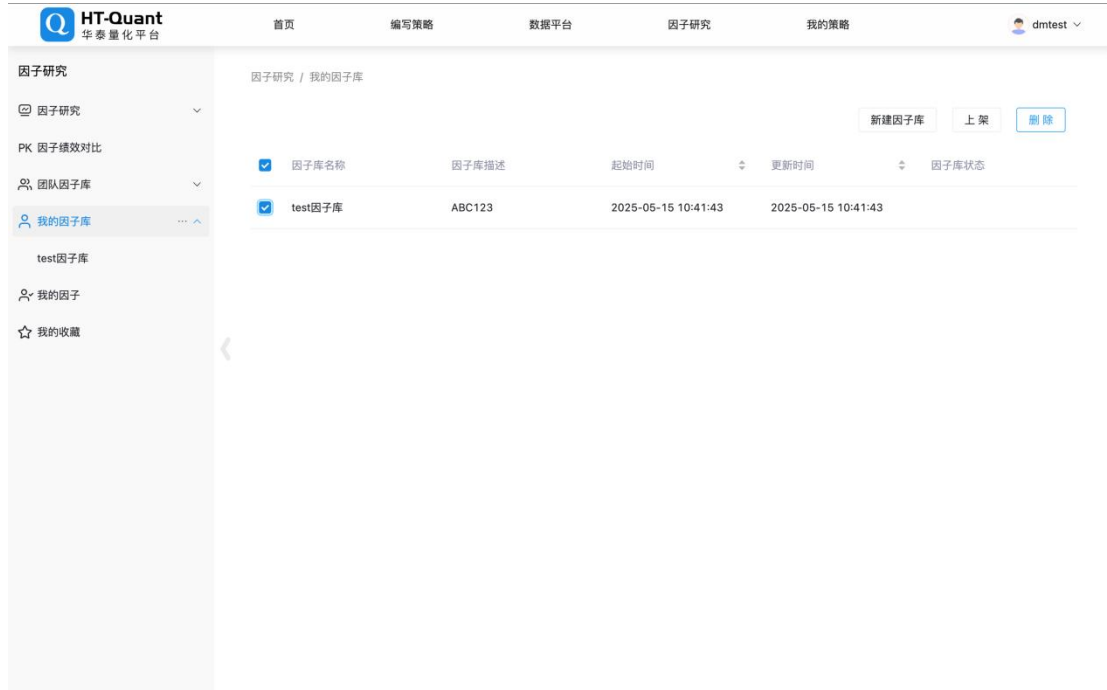 HT-Quant
华泰量化平台
首页
编写策略
数据平台
因子研究
我的策略
dmtest
因子研究
因子研究
PK 因子绩效对比
团队因子库
我的因子库
test因子库
我的因子
我的收藏
因子研究 / 我的因子库
新建因子库
上架
删除
因子库名称 因子库描述 起始时间 更新时间 因子库状态
test因子库 ABC123 2025-05-15 10:41:43 2025-05-15 10:41:43